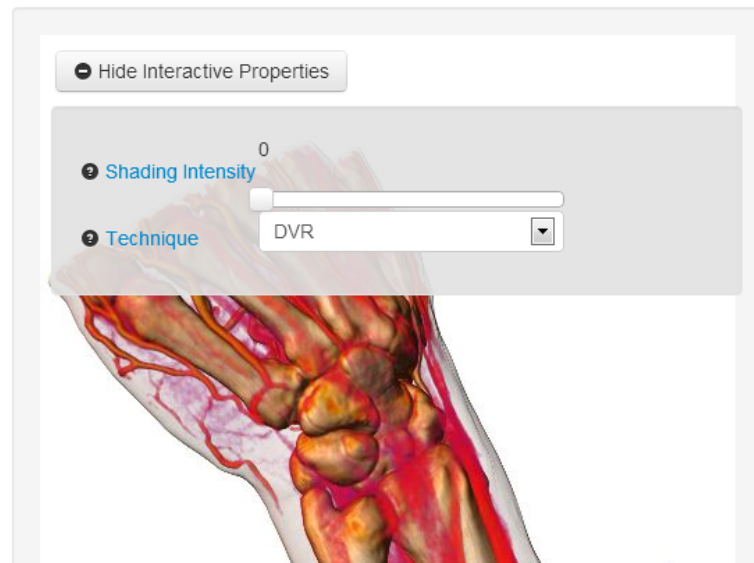 Hide Interactive Properties
0
Shading Intensity
Technique
DVR